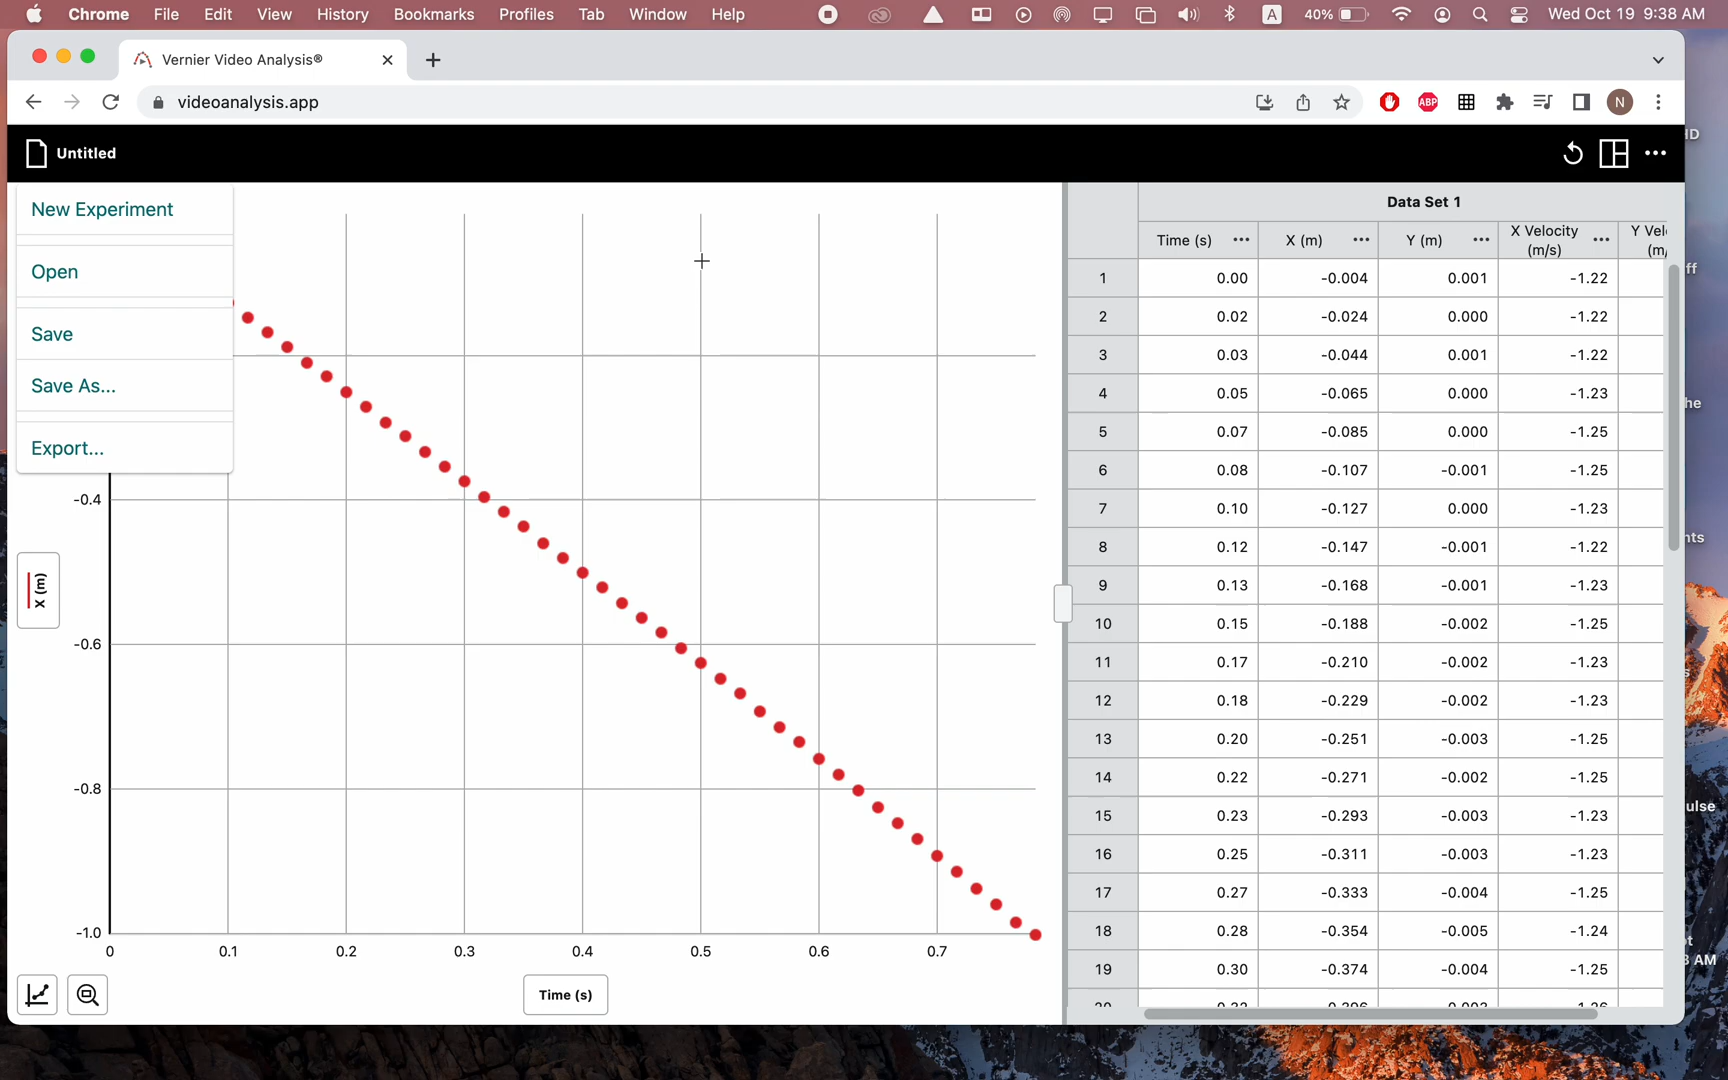 Chrome File Edit View History Bookmarks Profiles Tab Window Help A 40% Wed Oct 19 9:38 AM
Vernier Video Analysis®
videoanalysis.app ABP N
Untitled
New Experiment
Open
Save
Save As...
Export...
-0.4
-0.6
-0.8
-1.0
X (m)
0 0.1 0.2 0.3 0.4 0.5 0.6 0.7
Time (s)
Data Set 1
Time (s) ••• X (m) ••• Y (m) ••• X Velocity (m/s) •••
1 0.00 -0.004 0.001 -1.22
2 0.02 -0.024 0.000 -1.22
3 0.03 -0.044 0.001 -1.22
4 0.05 -0.065 0.000 -1.23
5 0.07 -0.085 0.000 -1.25
6 0.08 -0.107 -0.001 -1.25
7 0.10 -0.127 0.000 -1.23
8 0.12 -0.147 -0.001 -1.22
9 0.13 -0.168 -0.001 -1.23
10 0.15 -0.188 -0.002 -1.25
11 0.17 -0.210 -0.002 -1.23
12 0.18 -0.229 -0.002 -1.23
13 0.20 -0.251 -0.003 -1.25
14 0.22 -0.271 -0.002 -1.25
15 0.23 -0.293 -0.003 -1.23
16 0.25 -0.311 -0.003 -1.23
17 0.27 -0.333 -0.004 -1.25
18 0.28 -0.354 -0.005 -1.24
19 0.30 -0.374 -0.004 -1.25